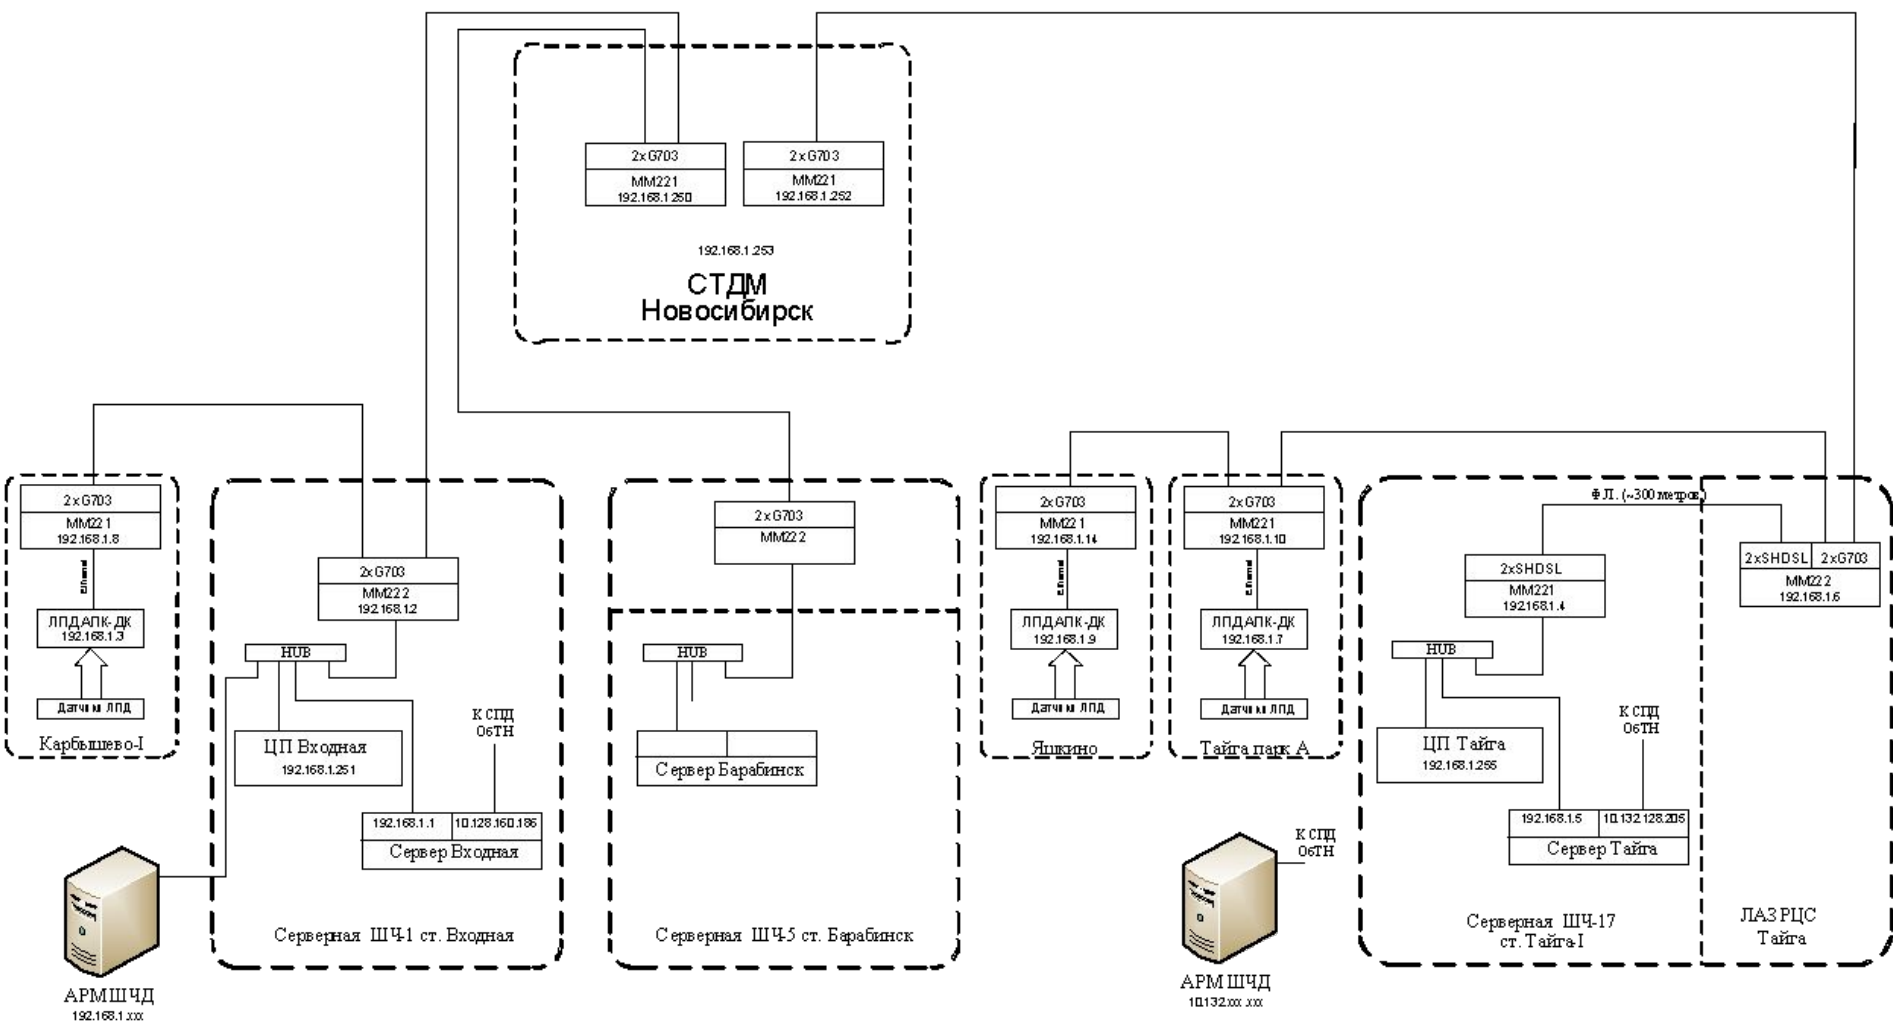 2xG703
MM221
192.168.1.250
2xG703
MM221
192.168.1.252
192.168.1.253
СТДМ
Новосибирск
2xG703
MM221
192.168.1.8
Ethernet
ЛПДАПК-ДК
192.168.1.3
Датчики ЛПД
Карбышево-I
2xG703
MM222
192.168.1.2
HUB
К СПД
ОбТН
ЦП Входная
192.168.1.251
192.168.1.1
10.128.160.186
Сервер Входная
Серверная ШЧ-1 ст. Входная
АРМ ШЧД
192.168.1.xxx
2xG703
MM222
HUB
Сервер Барабинск
Серверная ШЧ-5 ст. Барабинск
2xG703
MM221
192.168.1.14
Ethernet
ЛПДАПК-ДК
192.168.1.9
Датчики ЛПД
Яшкино
2xG703
MM221
192.168.1.10
Ethernet
ЛПДАПК-ДК
192.168.1.7
Датчики ЛПД
Тайга парк А
АРМ ШЧД
10.132.xxx.xxx
К СПД
ОбТН
Ф.Л. (~300 метров)
2xSHDSL
MM221
192.168.1.4
HUB
К СПД
ОбТН
ЦП Тайга
192.168.1.255
192.168.1.5
10.132.128.205
Сервер Тайга
Серверная ШЧ-17
ст. Тайга-I
2xSHDSL
2xG703
MM222
192.168.1.6
ЛАЗ РЦС
Тайга